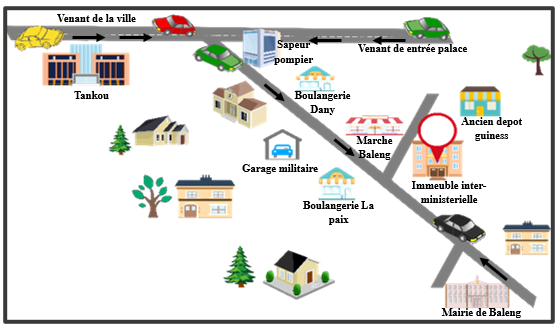 Venant de la ville
Sapeur
pompier
Venant de entrée palace
Tankou
Boulangerie
Dany
Ancien depot
guiness
Marche
Baleng
Garage militaire
Immeuble inter-
ministerielle
Boulangerie La
paix
Mairie de Baleng